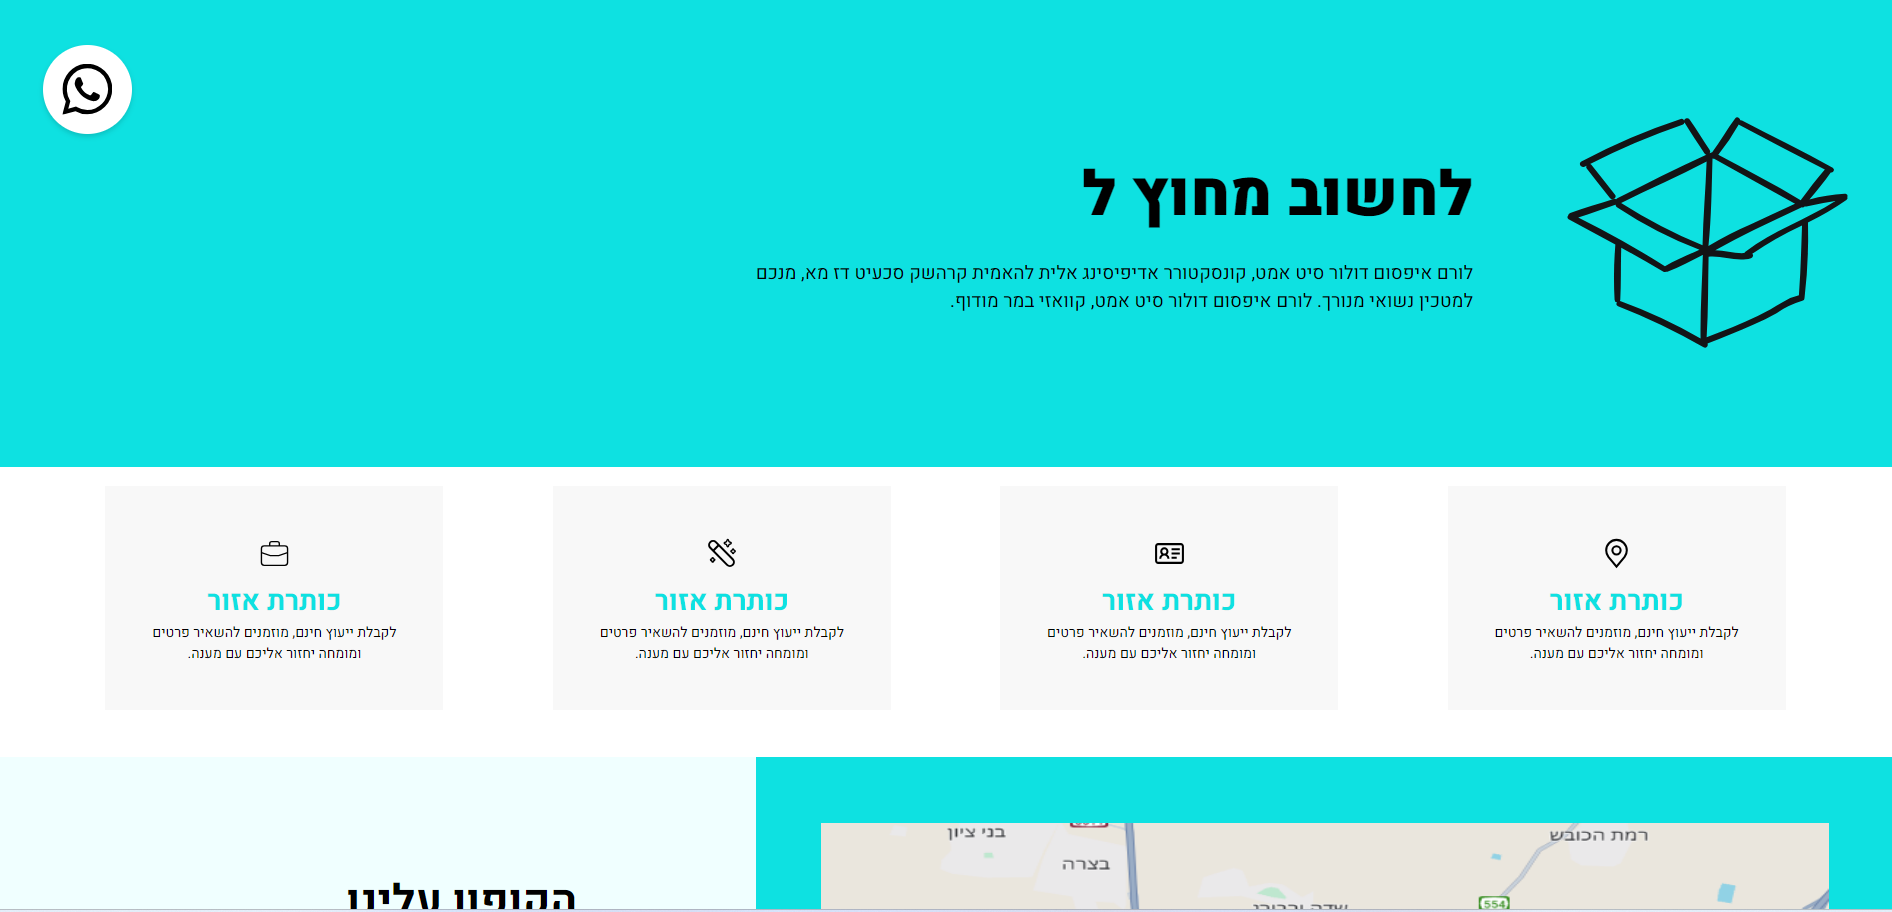 לחשוב מחוץ ל
לורם איפסום דולור סיט אמט, קונסקטורר אדיפיסינג אלית להאמית קרהשק סכעיט דז מא, מנכם
למטכין נשואי מנורך. לורם איפסום דולור סיט אמט, קוואזי במר מודוף.
כותרת אזור
לקבלת ייעוץ חינם, מוזמנים להשאיר פרטים
ומומחה יחזור אליכם עם מענה.
כותרת אזור
לקבלת ייעוץ חינם, מוזמנים להשאיר פרטים
ומומחה יחזור אליכם עם מענה.
כותרת אזור
לקבלת ייעוץ חינם, מוזמנים להשאיר פרטים
ומומחה יחזור אליכם עם מענה.
כותרת אזור
לקבלת ייעוץ חינם, מוזמנים להשאיר פרטים
ומומחה יחזור אליכם עם מענה.
רמת הכובש
בני ציון
בצרה
554
הקופון עלינו